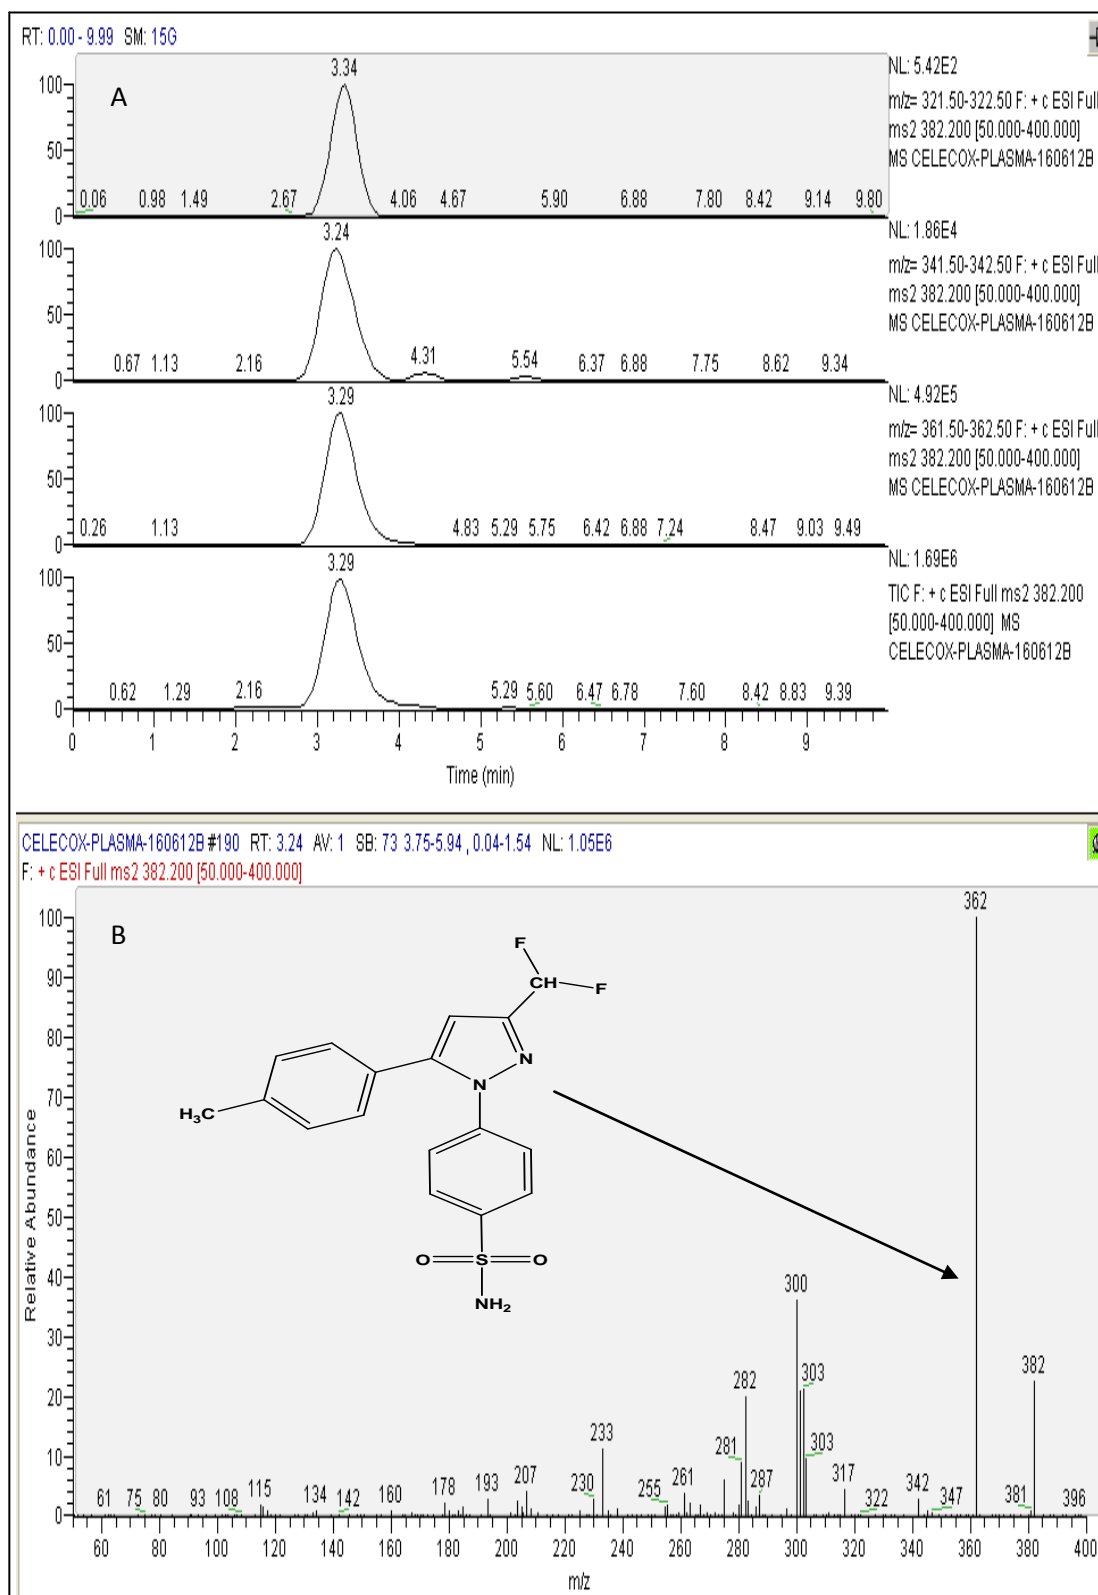 RT: 0.00 - 9.99 SM: 15G
A
3.34
100
50
0
0.06 0.98 1.49 2.67 4.06 4.67 5.90 6.88 7.80 8.42 9.14 9.80
NL: 5.42E2
m/z= 321.50-322.50 F: + c ESI Full
ms2 382.200 [50.000-400.000]
MS CELECOX-PLASMA-160612B
3.24
100
50
0
0.67 1.13 2.16 4.31 5.54 6.37 6.88 7.75 8.62 9.34
NL: 1.86E4
m/z= 341.50-342.50 F: + c ESI Full
ms2 382.200 [50.000-400.000]
MS CELECOX-PLASMA-160612B
3.29
100
50
0
0.26 1.13 4.83 5.29 5.75 6.42 6.88 7.24 8.47 9.03 9.49
NL: 4.92E5
m/z= 361.50-362.50 F: + c ESI Full
ms2 382.200 [50.000-400.000]
MS CELECOX-PLASMA-160612B
3.29
100
50
0
0.62 1.29 2.16 5.29 5.60 6.47 6.78 7.60 8.42 8.83 9.39
NL: 1.69E6
TIC F: + c ESI Full ms2 382.200
[50.000-400.000] MS
CELECOX-PLASMA-160612B
0 1 2 3 4 5 6 7 8 9
Time (min)
CELECOX-PLASMA-160612B #190 RT: 3.24 AV: 1 SB: 73 3.75-5.94 , 0.04-1.54 NL: 1.05E6
F: + c ESI Full ms2 382.200 [50.000-400.000]
B
362
100
90
80
70
60
50
40
30
20
10
0
Relative Abundance
F
CH F
N
N
H3C
O S O
NH2
300
282 303 382
233
281 303
61 75 80 93 108 115 134 142 160 178 193 207 230 255 261 287 317 322 342 347 381 396
60 80 100 120 140 160 180 200 220 240 260 280 300 320 340 360 380 400
m/z